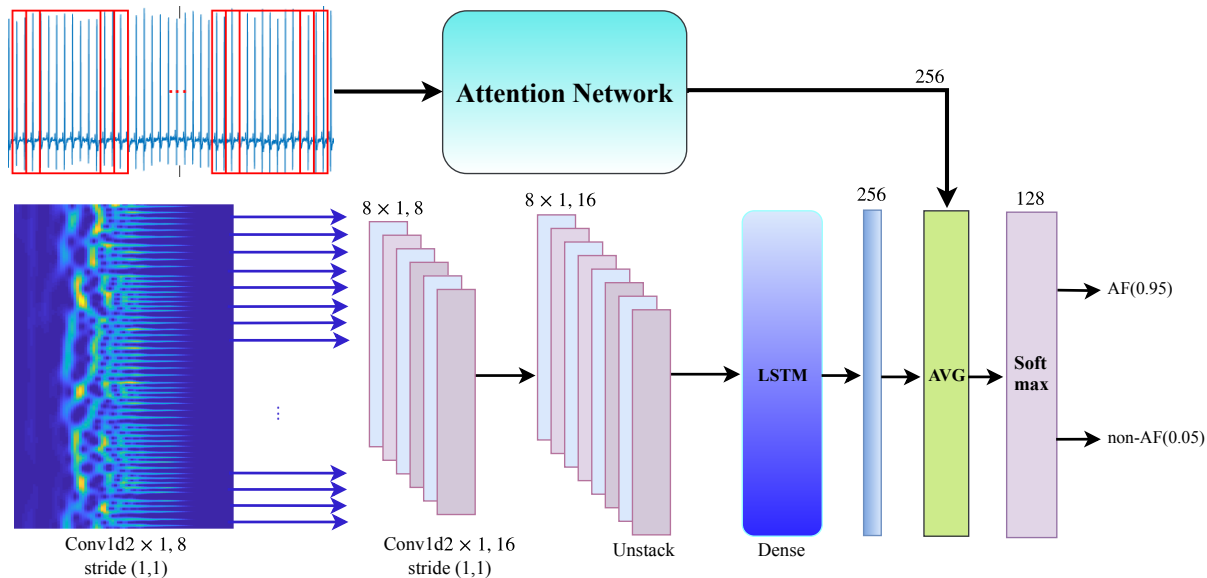 ...
Attention Network
256
8 × 1, 8
8 × 1, 16
256
128
LSTM
AVG
Soft
max
AF(0.95)
non-AF(0.05)
...
Conv1d2 × 1, 8
stride (1,1)
Conv1d2 × 1, 16
stride (1,1)
Unstack
Dense